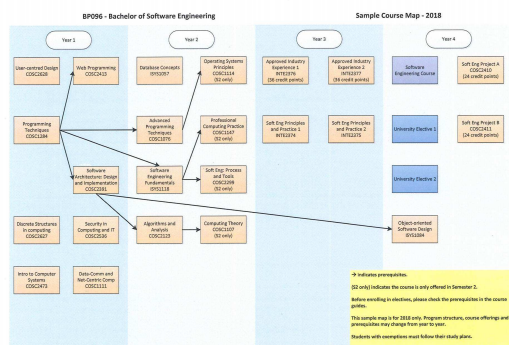 BP096 - Bachelor of Software Engineering
Sample Course Map - 2018
Year 1
Year 2
Year 3
Year 4
User-centred Design
COSC2628
Web Programming
COSC2413
Database Concepts
ISYS1057
Operating Systems
Principles
COSC1114
(S2 only)
Approved Industry
Experience 1
INTE2376
(36 credit points)
Approved Industry
Experience 2
INTE2377
(36 credit points)
Software
Engineering Course
Soft Eng Project A
COSC2410
(24 credit points)
Programming
Techniques
COSC1284
Advanced
Programming
Techniques
COSC1076
Professional
Computing Practice
COSC1147
(S2 only)
Soft Eng Principles
and Practice 1
INTE2374
Soft Eng Principles
and Practice 2
INTE2375
University Elective 1
Soft Eng Project B
COSC2411
(24 credit points)
Software
Architecture: Design
and Implementation
COSC2391
Software
Engineering
Fundamentals
ISYS1118
Soft Eng: Process
and Tools
COSC2299
(S2 only)
University Elective 2
Discrete Structures
in computing
COSC2627
Security in
Computing and IT
COSC2536
Algorithms and
Analysis
COSC2123
Computing Theory
COSC1107
(S2 only)
Object-oriented
Software Design
ISYS1084
Intro to Computer
Systems
COSC2473
Data-Comm and
Net-Centric Comp
COSC1111
→ indicates prerequisites.
(S2 only) indicates the course is only offered in Semester 2.
Before enrolling in electives, please check the prerequisites in the course
guides.
This sample map is for 2018 only. Program structure, course offerings and
prerequisites may change from year to year.
Students with exemptions must follow their study plans.